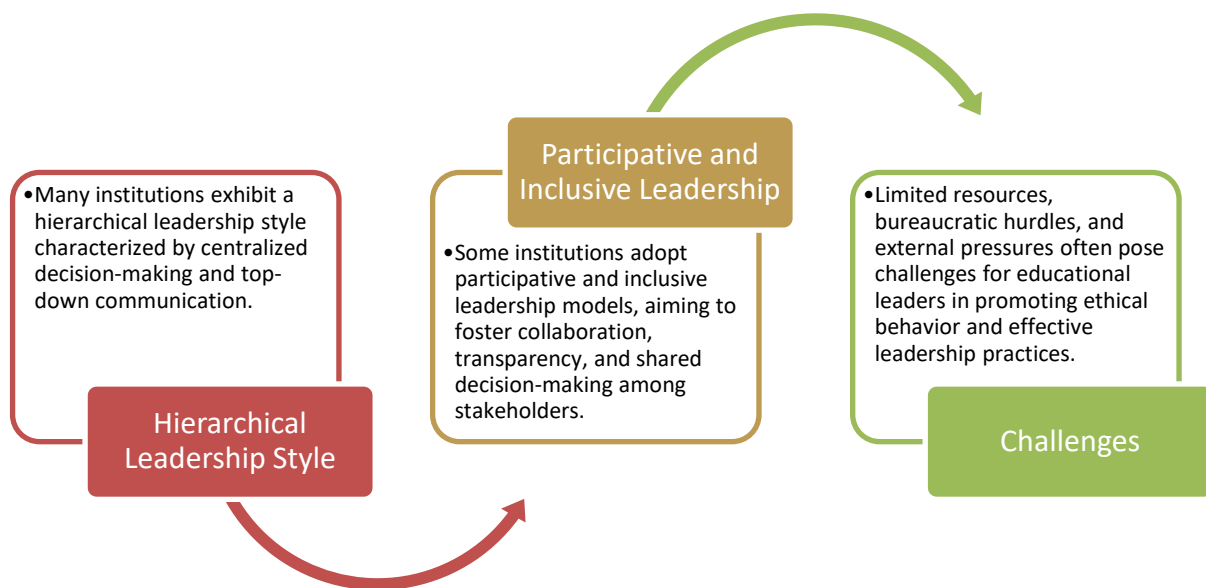 •Many institutions exhibit a
hierarchical leadership style
characterized by centralized
decision-making and top-
down communication.
Hierarchical
Leadership Style
Participative and
Inclusive Leadership
•Some institutions adopt
participative and inclusive
leadership models, aiming to
foster collaboration,
transparency, and shared
decision-making among
stakeholders.
•Limited resources,
bureaucratic hurdles, and
external pressures often pose
challenges for educational
leaders in promoting ethical
behavior and effective
leadership practices.
Challenges